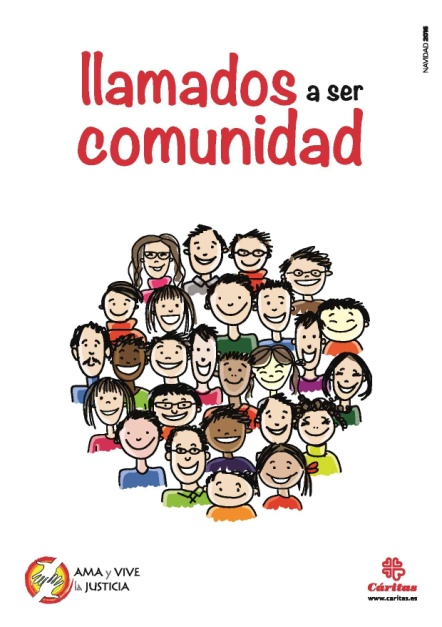 NAVIDAD 2016
llamados a ser
comunidad
AMA y VIVE
la JUSTICIA
Cáritas
www.caritas.es